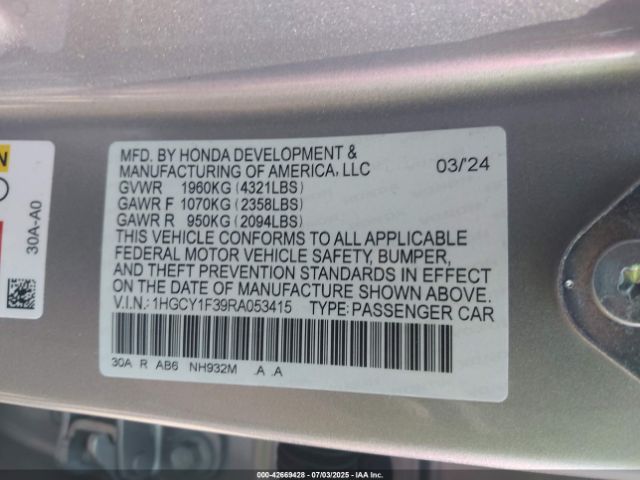 N
30A-A0
MFD. BY HONDA DEVELOPMENT &
MANUFACTURING OF AMERICA, LLC 03/'24
GVWR 1960KG (4321LBS)
GAWR F 1070KG (2358LBS)
GAWR R 950KG (2094LBS)
THIS VEHICLE CONFORMS TO ALL APPLICABLE
FEDERAL MOTOR VEHICLE SAFETY, BUMPER,
AND THEFT PREVENTION STANDARDS IN EFFECT
ON THE DATE OF MANUFACTURE SHOWN ABOVE.
V.I.N.: 1HGCY1F39RA053415 TYPE: PASSENGER CAR
30A R AB6 NH932M .A .A
000-42669428 | 07/03/2025 - IAA Inc.